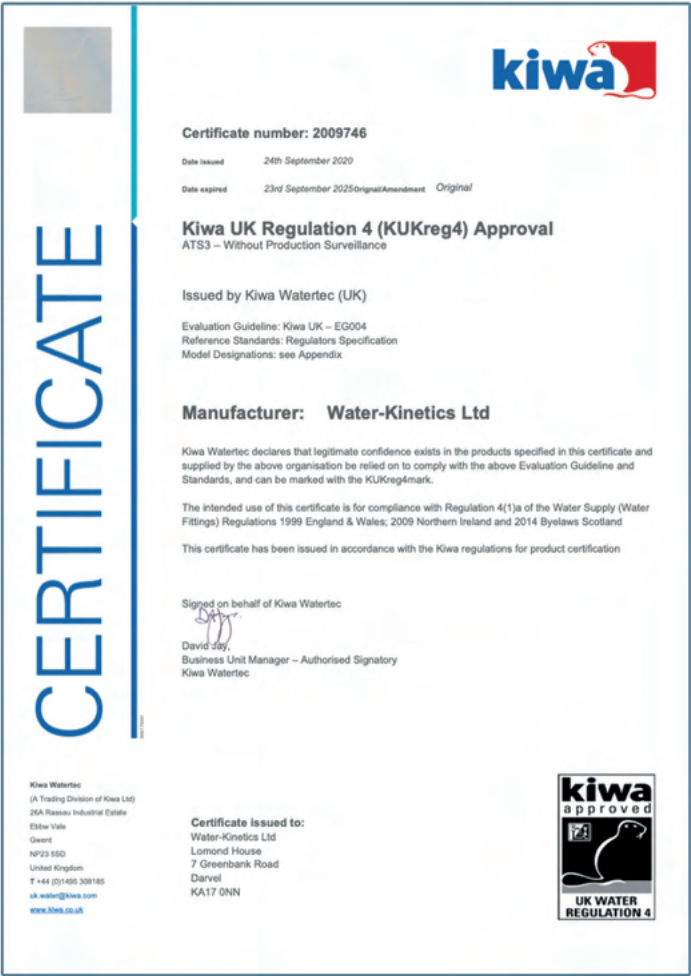 kiwa
Certificate number: 2009746
Date issued 24th September 2020
Date expired 23rd September 2025 Orignal/Amendment Original
Kiwa UK Regulation 4 (KUKreg4) Approval
ATS3 – Without Production Surveillance
Issued by Kiwa Watertec (UK)
Evaluation Guideline: Kiwa UK – EG004
Reference Standards: Regulators Specification
Model Designations: see Appendix
Manufacturer: Water-Kinetics Ltd
Kiwa Watertec declares that legitimate confidence exists in the products specified in this certificate and
supplied by the above organisation be relied on to comply with the above Evaluation Guideline and
Standards, and can be marked with the KUKreg4mark.
The intended use of this certificate is for compliance with Regulation 4(1)a of the Water Supply (Water
Fittings) Regulations 1999 England & Wales; 2009 Northern Ireland and 2014 Byelaws Scotland
This certificate has been issued in accordance with the Kiwa regulations for product certification
Signed on behalf of Kiwa Watertec
David Jay,
Business Unit Manager – Authorised Signatory
Kiwa Watertec
CERTIFICATE
Kiwa Watertec
(A Trading Division of Kiwa Ltd)
26A Rassau Industrial Estate
Ebbw Vale
Gwent
NP23 5SD
United Kingdom
T +44 (0)1495 308185
uk.water@kiwa.com
www.kiwa.co.uk
Certificate issued to:
Water-Kinetics Ltd
Lomond House
7 Greenbank Road
Darvel
KA17 0NN
kiwa
approved
UK WATER
REGULATION 4